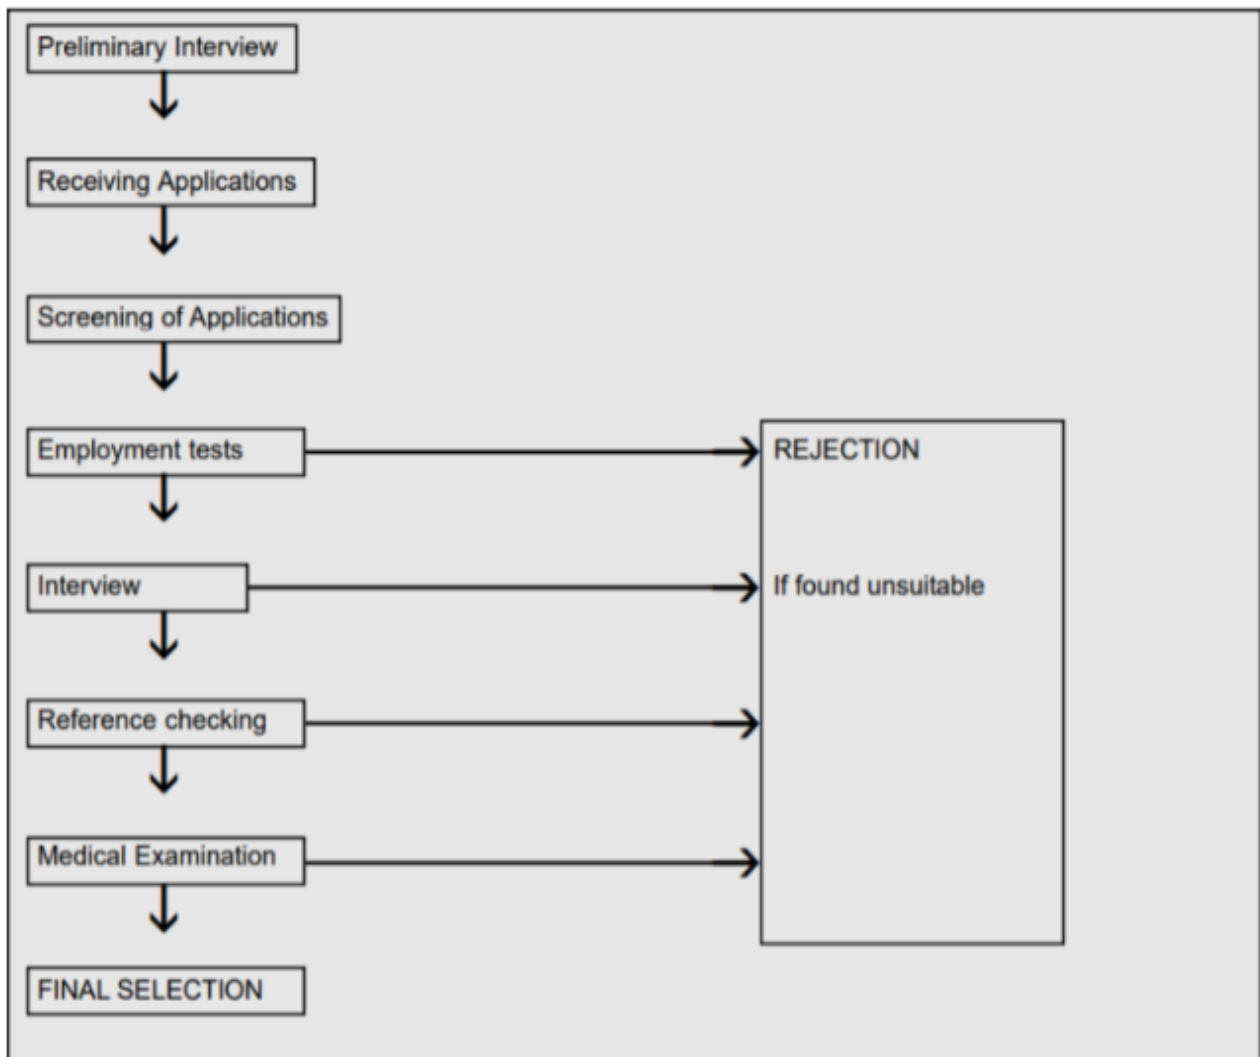 Preliminary Interview
Receiving Applications
Screening of Applications
Employment tests
REJECTION
Interview
If found unsuitable
Reference checking
Medical Examination
FINAL SELECTION